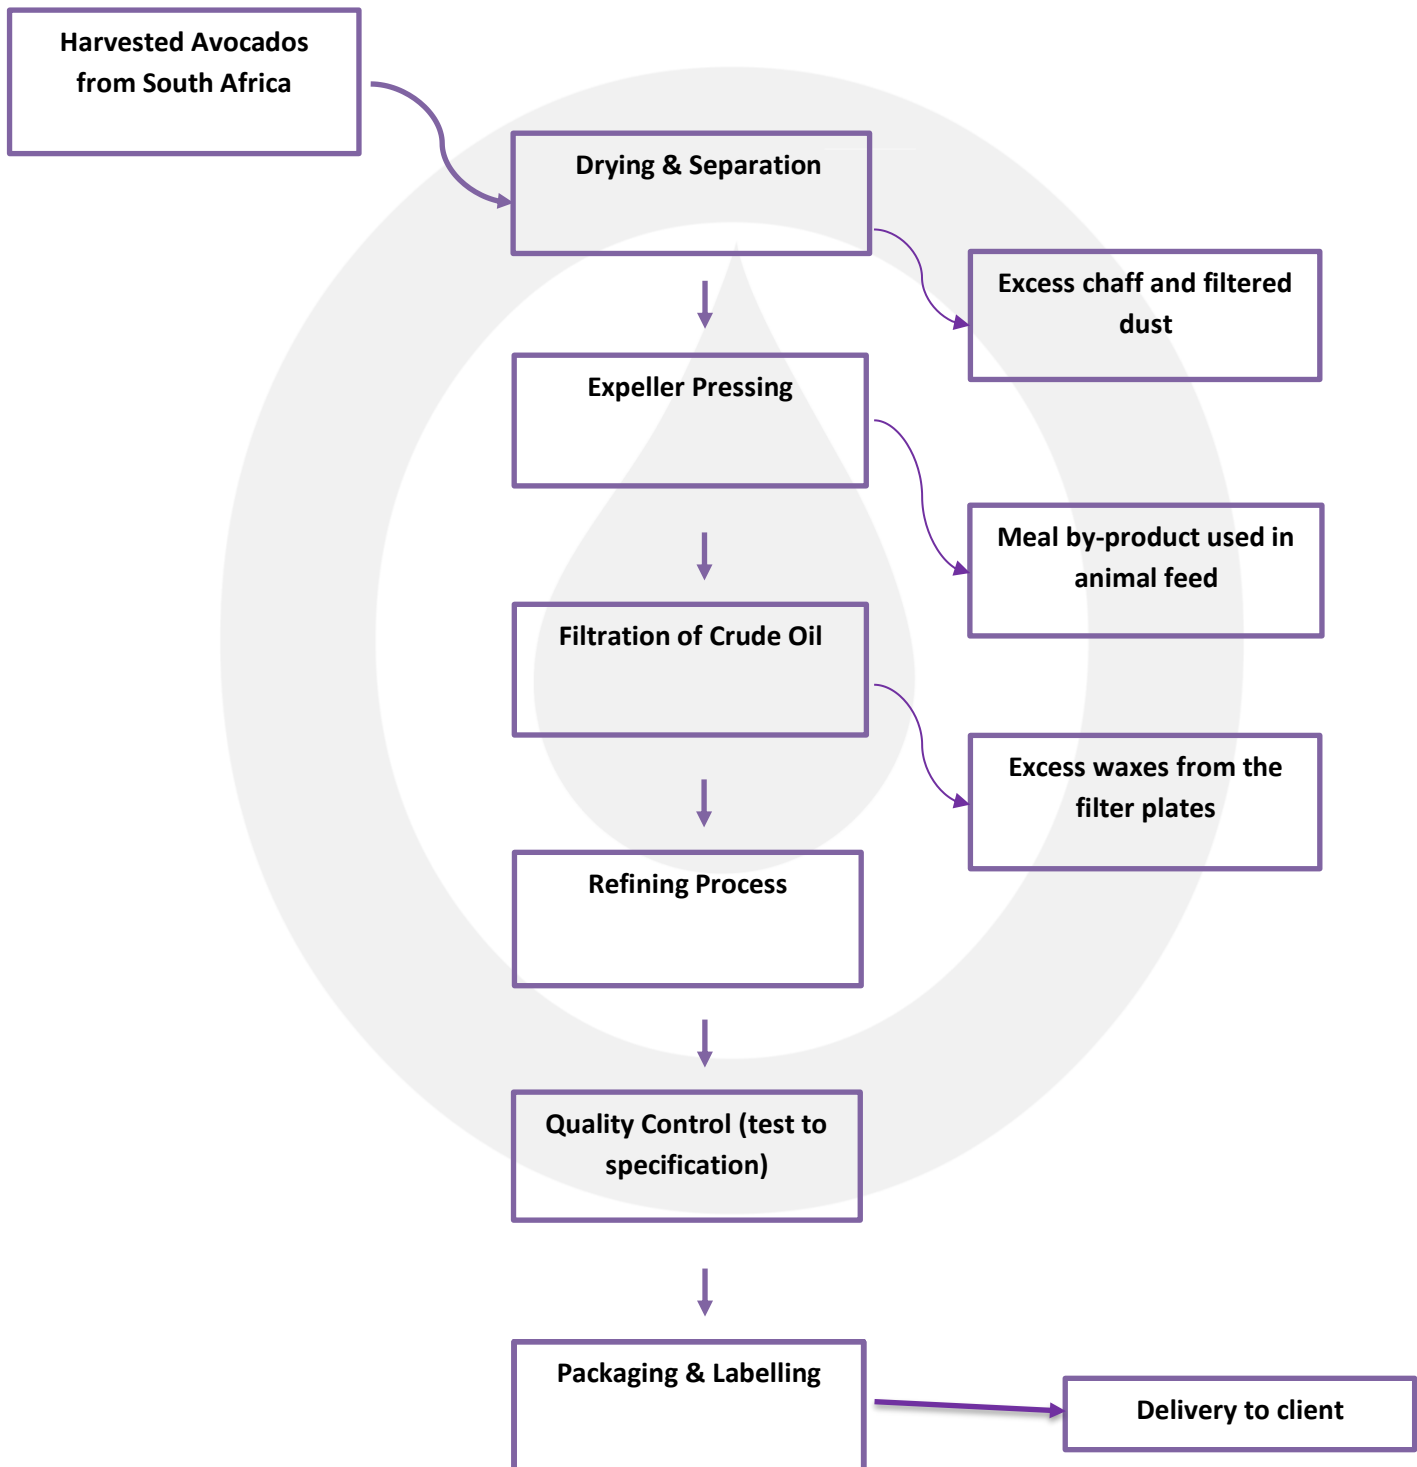 Harvested Avocados
from South Africa
Drying & Separation
Excess chaff and filtered
dust
Expeller Pressing
Meal by-product used in
animal feed
Filtration of Crude Oil
Excess waxes from the
filter plates
Refining Process
Quality Control (test to
specification)
Packaging & Labelling
Delivery to client